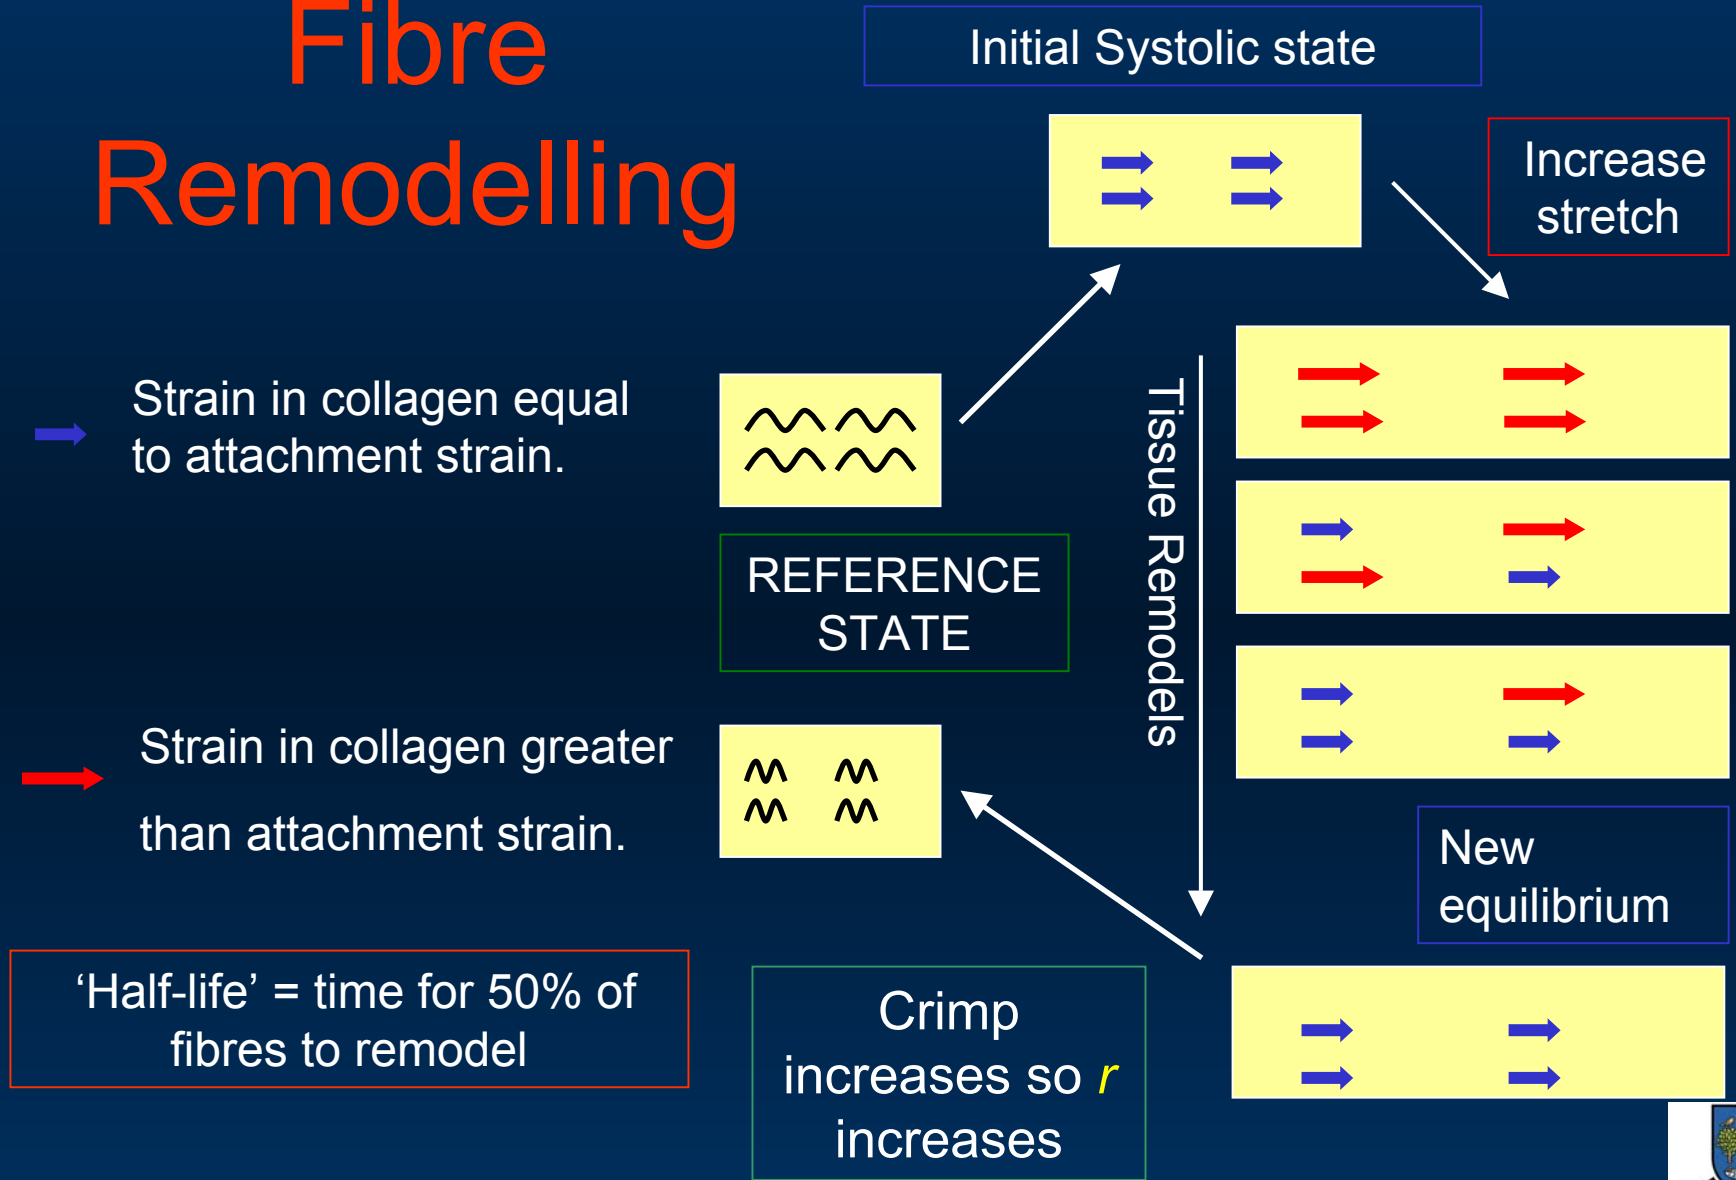 Fibre
Remodelling
Initial Systolic state
Increase
stretch
Strain in collagen equal
to attachment strain.
REFERENCE
STATE
Tissue Remodels
Strain in collagen greater
than attachment strain.
New
equilibrium
‘Half-life’ = time for 50% of
fibres to remodel
Crimp
increases so r
increases